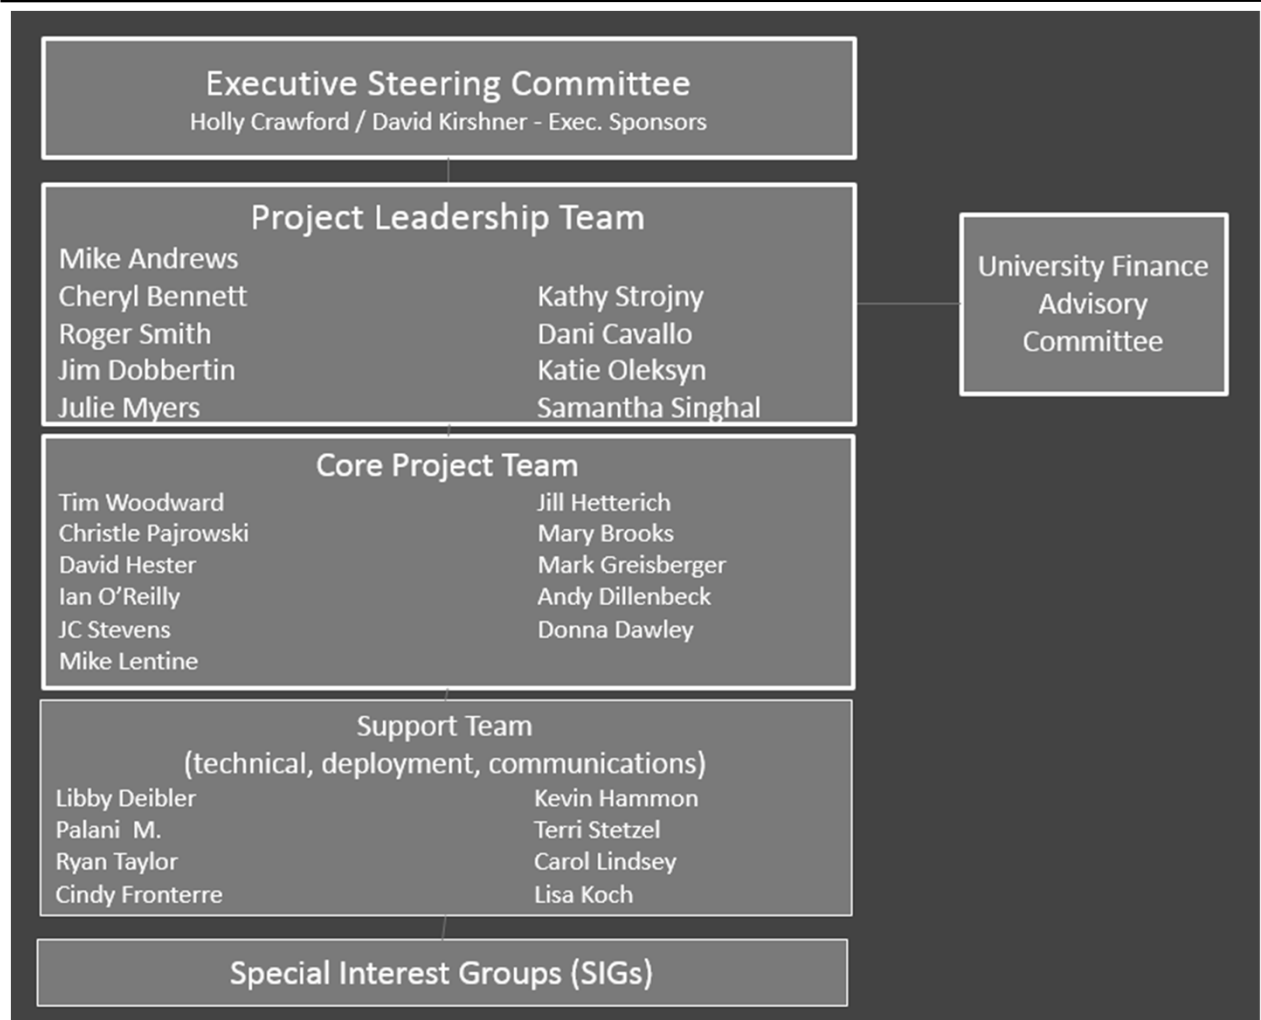 Executive Steering Committee
Holly Crawford / David Kirshner - Exec. Sponsors
Project Leadership Team
Mike Andrews
Cheryl Bennett
Roger Smith
Jim Dobbertin
Julie Myers
Kathy Strojny
Dani Cavallo
Katie Oleksyn
Samantha Singhal
University Finance
Advisory
Committee
Core Project Team
Tim Woodward
Christle Pajrowski
David Hester
Ian O’Reilly
JC Stevens
Mike Lentine
Jill Hetterich
Mary Brooks
Mark Greisberger
Andy Dillenbeck
Donna Dawley
Support Team
(technical, deployment, communications)
Libby Deibler
Palani  M.
Ryan Taylor
Cindy Fronterre
Kevin Hammon
Terri Stetzel
Carol Lindsey
Lisa Koch
Special Interest Groups (SIGs)